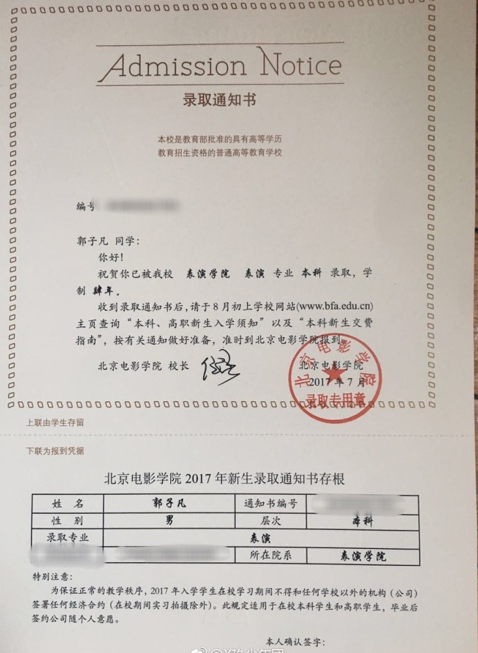 Admission Notice
录取通知书
本校是教育部批准的具有高等学历
教育招生资格的普通高等教育学校
编号
郭子凡 同学:
你好!
祝贺你已被我校 表演学院 表演 专业 本科 录取,学
制 肆年。
收到录取通知书后,请于8月初上学校网站(www.bfa.edu.cn)
主页查询“本科、高职新生入学须知”以及“本科新生交费
指南”,按有关通知做好准备,准时到北京电影学院报到。
北京电影学院 校长
北京电影学院
2017年7月
北京电影学院
录取专用章
上联由学生存留
下联为报到凭据
北京电影学院2017年新生录取通知书存根
姓 名 郭子凡 通知书编号
性 别 男 层次 本科
录取专业 表演
所在院系 表演学院
特别注意:
为保证正常的教学秩序,2017年入学学生在校学习期间不得和任何学校以外的机构(公司)
签署任何经济合约(在校期间实习拍摄除外)。此规定适用于在校本科学生和高职学生,毕业后
签约公司随个人意愿。
本人确认签字: